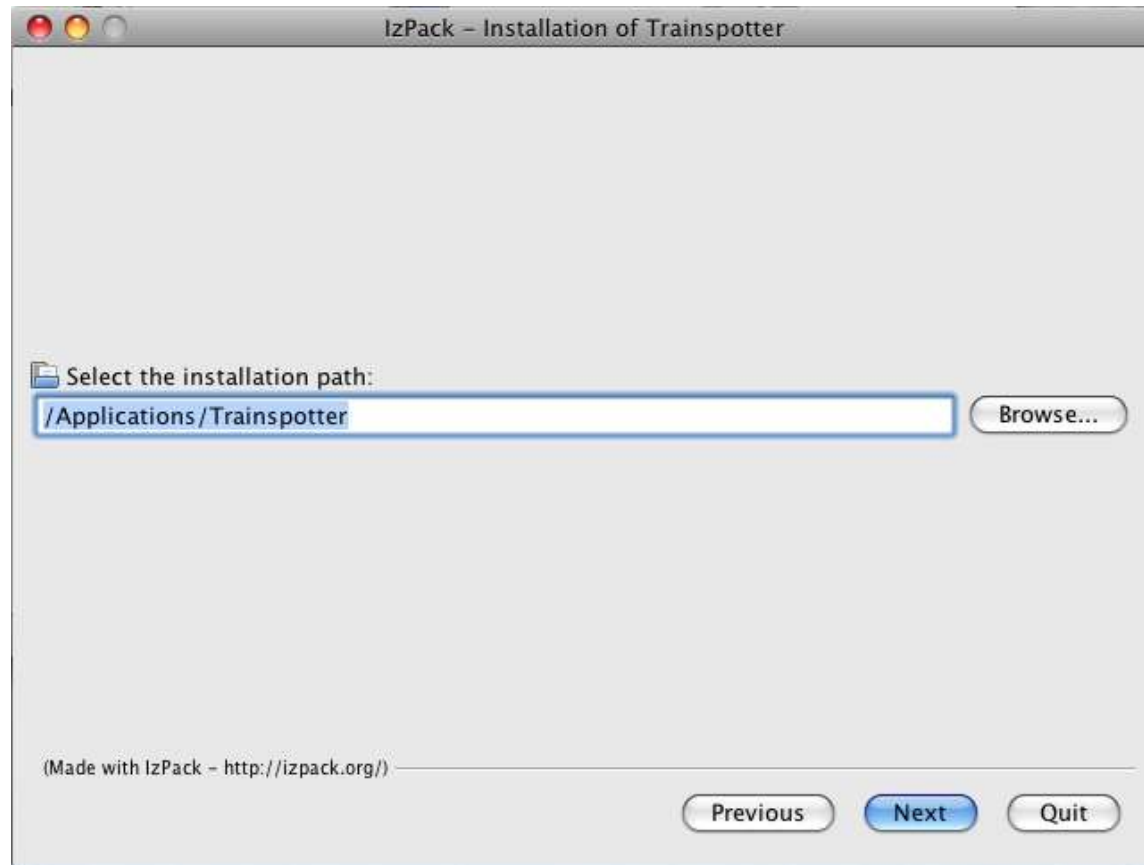 IzPack – Installation of Trainspotter
Select the installation path:
/Applications/Trainspotter
Browse...
(Made with IzPack – http://izpack.org/)
Previous
Next
Quit